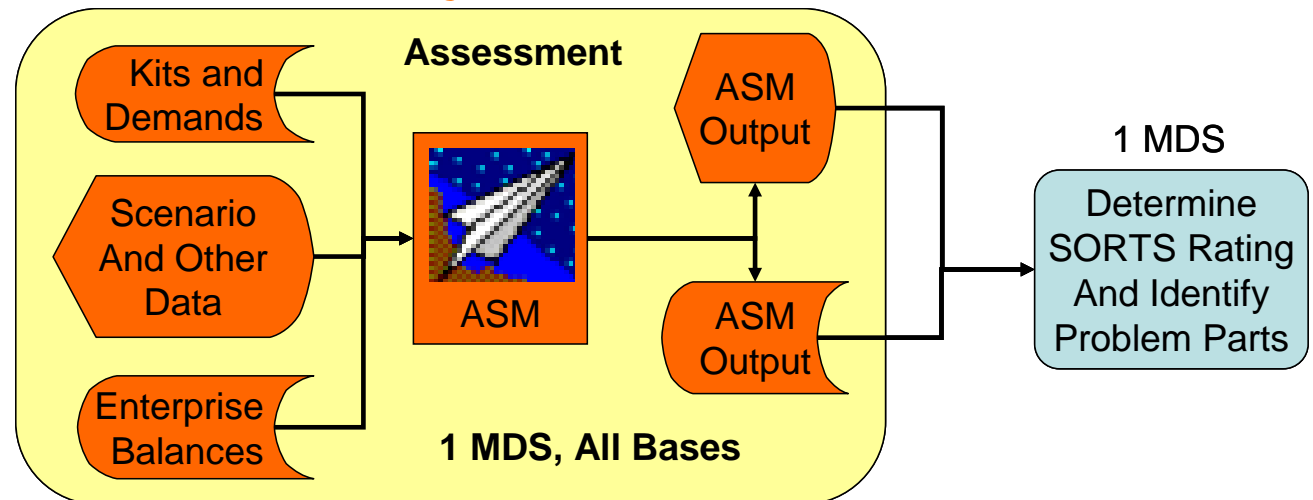 Assessment
Kits and
Demands
Scenario
And Other
Data
Enterprise
Balances
ASM
ASM
Output
ASM
Output
1 MDS, All Bases
1 MDS
Determine
SORTS Rating
And Identify
Problem Parts